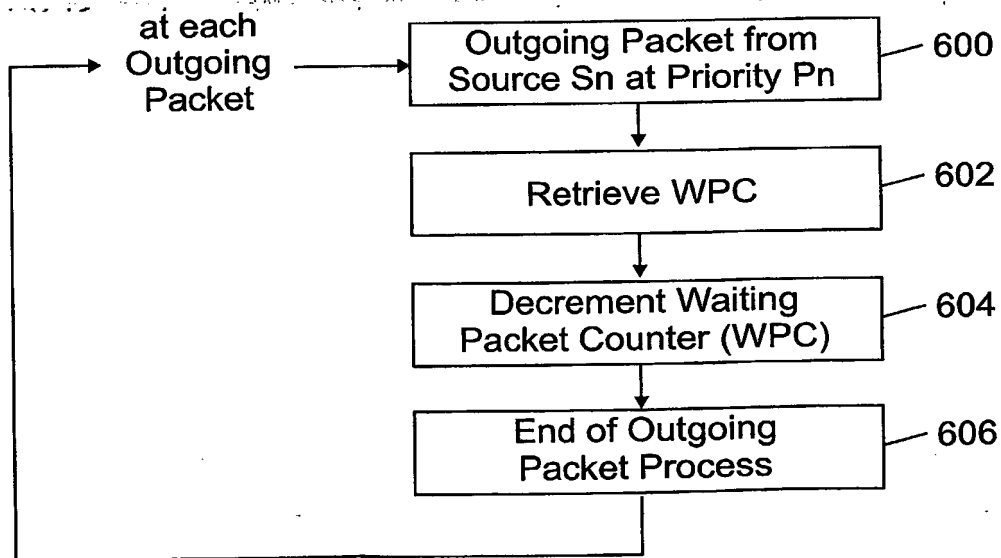 at each
Outgoing
Packet
Outgoing Packet from
Source Sn at Priority Pn
600
Retrieve WPC
602
Decrement Waiting
Packet Counter (WPC)
604
End of Outgoing
Packet Process
606